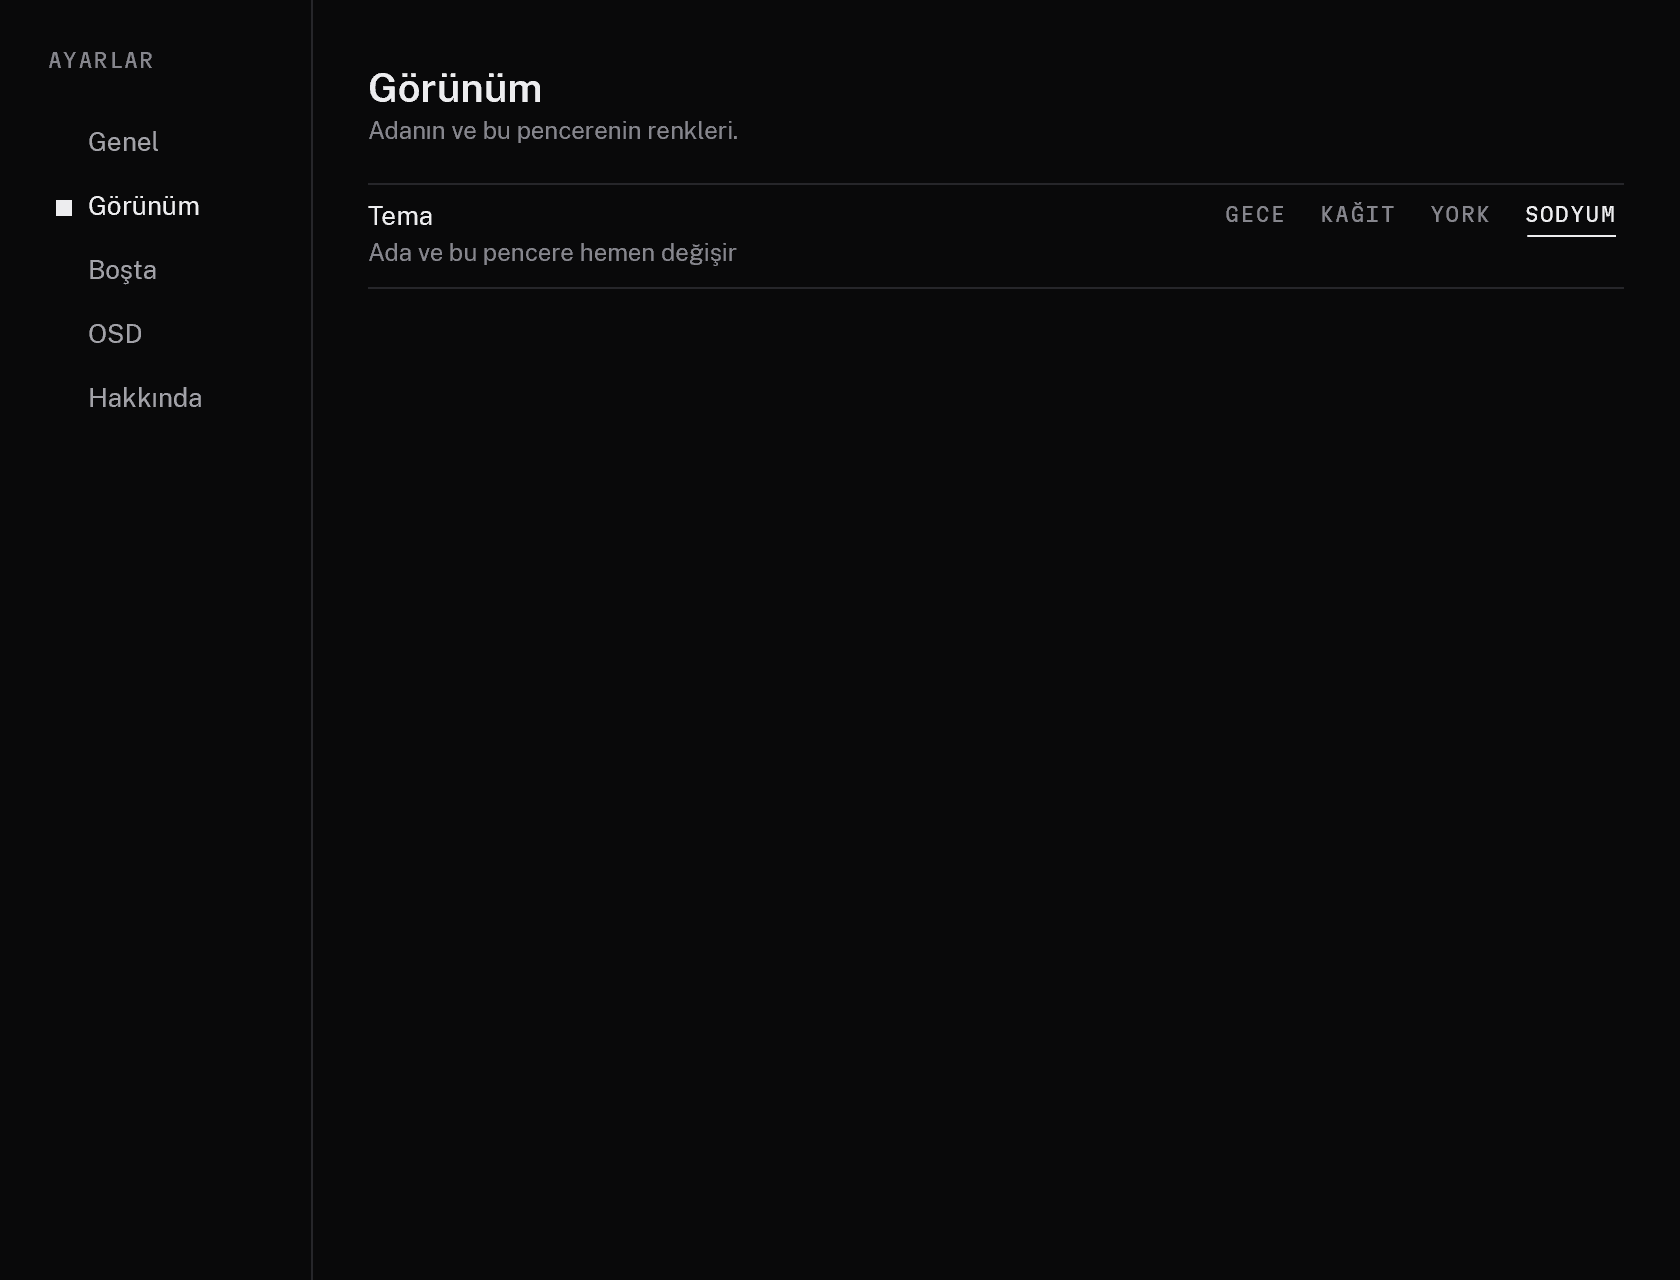 AYARLAR
Genel
Görünüm
Boşta
OSD
Hakkında
Görünüm
Adanın ve bu pencerenin renkleri.
Tema
Ada ve bu pencere hemen değişir
GECE KAĞIT YORK SODYUM